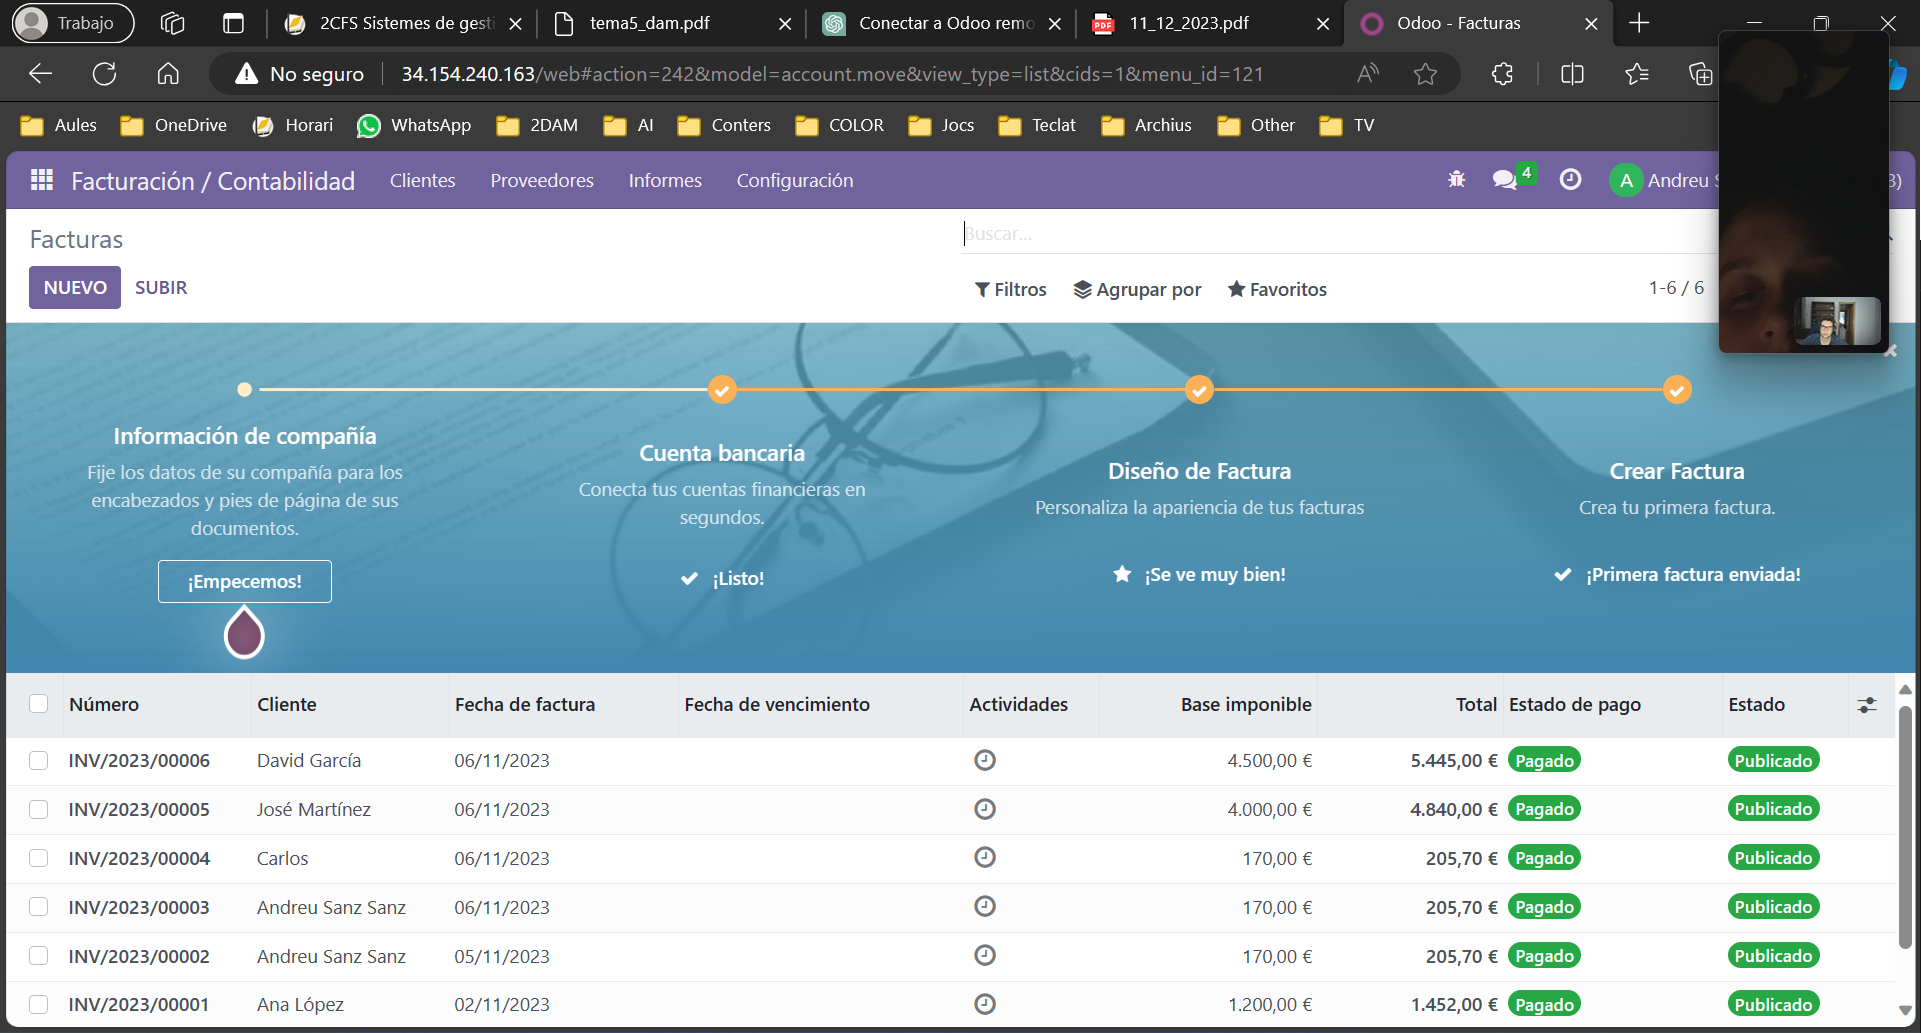 Trabajo
2CFS Sistemes de gesti
tema5_dam.pdf
Conectar a Odoo remo
PDF
11_12_2023.pdf
Odoo - Facturas
No seguro
34.154.240.163/web#action=242&model=account.move&view_type=list&cids=1&menu_id=121
Aules
OneDrive
Horari
WhatsApp
2DAM
AI
Conters
COLOR
Jocs
Teclat
Archius
Other
TV
Facturación / Contabilidad
Clientes
Proveedores
Informes
Configuración
4
A
Andreu S
3)
Facturas
Buscar...
NUEVO
SUBIR
Filtros
Agrupar por
Favoritos
1-6 / 6
Información de compañía
Fije los datos de su compañía para los
encabezados y pies de página de sus
documentos.
¡Empecemos!
Cuenta bancaria
Conecta tus cuentas financieras en
segundos.
¡Listo!
Diseño de Factura
Personaliza la apariencia de tus facturas
¡Se ve muy bien!
Crear Factura
Crea tu primera factura.
¡Primera factura enviada!
Número Cliente Fecha de factura Fecha de vencimiento Actividades Base imponible Total Estado de pago Estado
INV/2023/00006 David García 06/11/2023 4.500,00 € 5.445,00 € Pagado Publicado
INV/2023/00005 José Martínez 06/11/2023 4.000,00 € 4.840,00 € Pagado Publicado
INV/2023/00004 Carlos 06/11/2023 170,00 € 205,70 € Pagado Publicado
INV/2023/00003 Andreu Sanz Sanz 06/11/2023 170,00 € 205,70 € Pagado Publicado
INV/2023/00002 Andreu Sanz Sanz 05/11/2023 170,00 € 205,70 € Pagado Publicado
INV/2023/00001 Ana López 02/11/2023 1.200,00 € 1.452,00 € Pagado Publicado